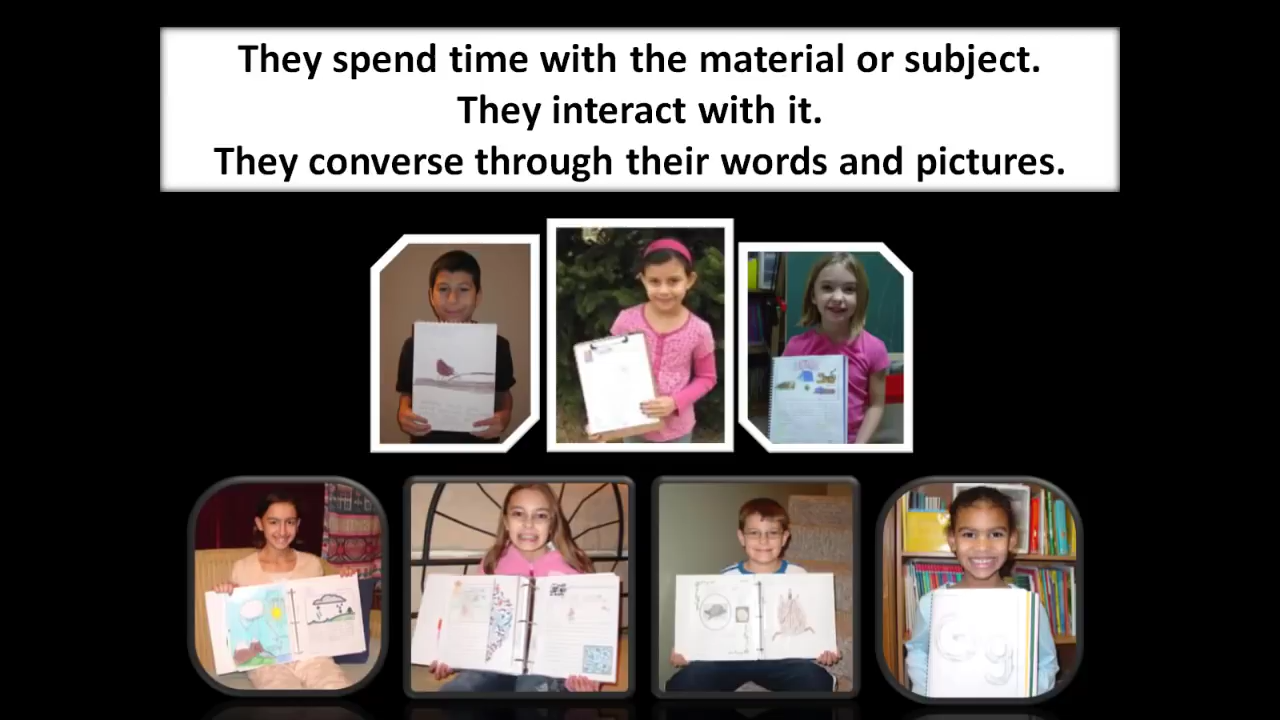 They spend time with the material or subject.
They interact with it.
They converse through their words and pictures.
Gg